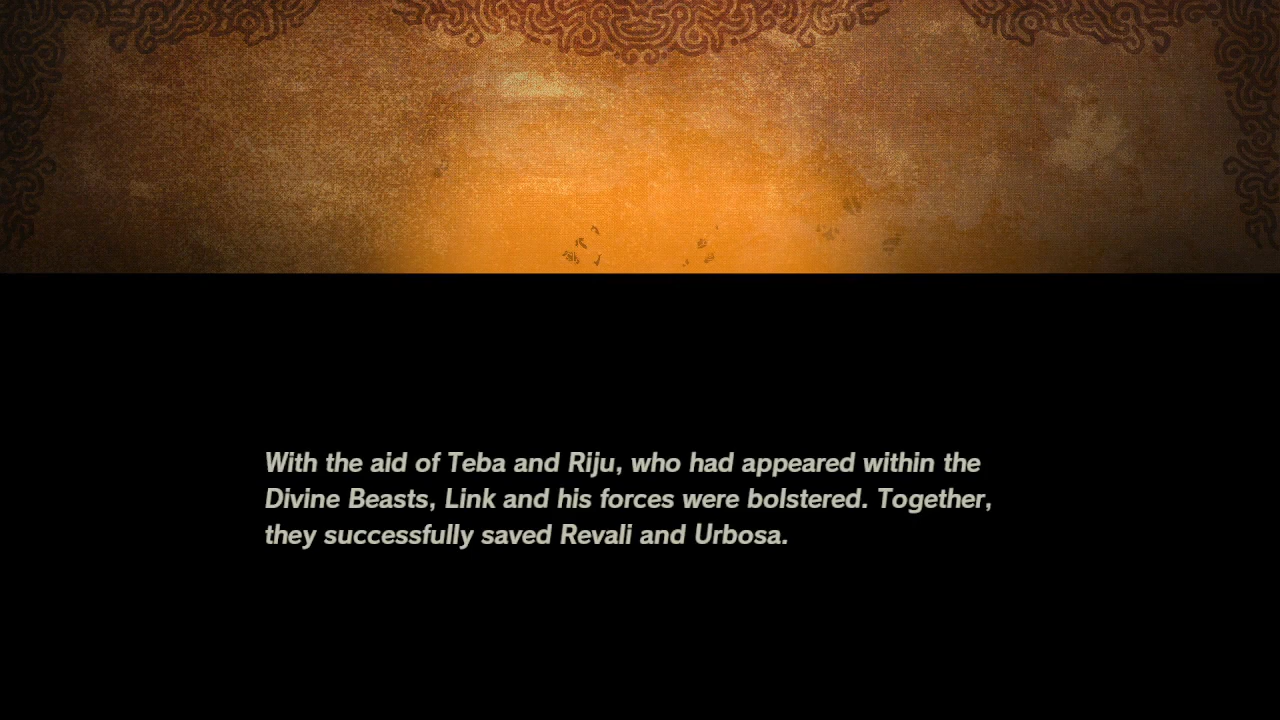 With the aid of Teba and Riju, who had appeared within the
Divine Beasts, Link and his forces were bolstered. Together,
they successfully saved Revali and Urbosa.